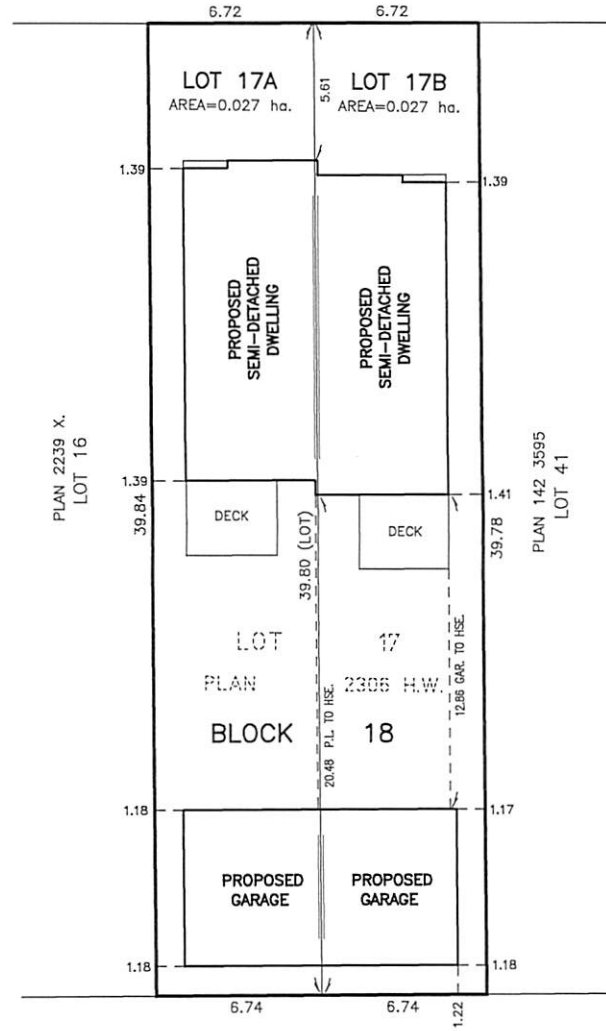 6.72
6.72
LOT 17A
AREA=0.027 ha.
5.61
LOT 17B
AREA=0.027 ha.
1.39
1.39
PROPOSED
SEMI-DETACHED
DWELLING
PROPOSED
SEMI-DETACHED
DWELLING
PLAN 2239 X.
LOT 16
PLAN 142 3595
LOT 41
1.39
1.41
39.84
DECK
39.80 (LOT)
DECK
39.78
LOT 17
PLAN 2306 H.W.
BLOCK 18
20.48 P.L. TO HSE.
12.86 GAR. TO HSE.
1.18
1.17
PROPOSED
GARAGE
PROPOSED
GARAGE
1.18
1.18
6.74
6.74
1.22